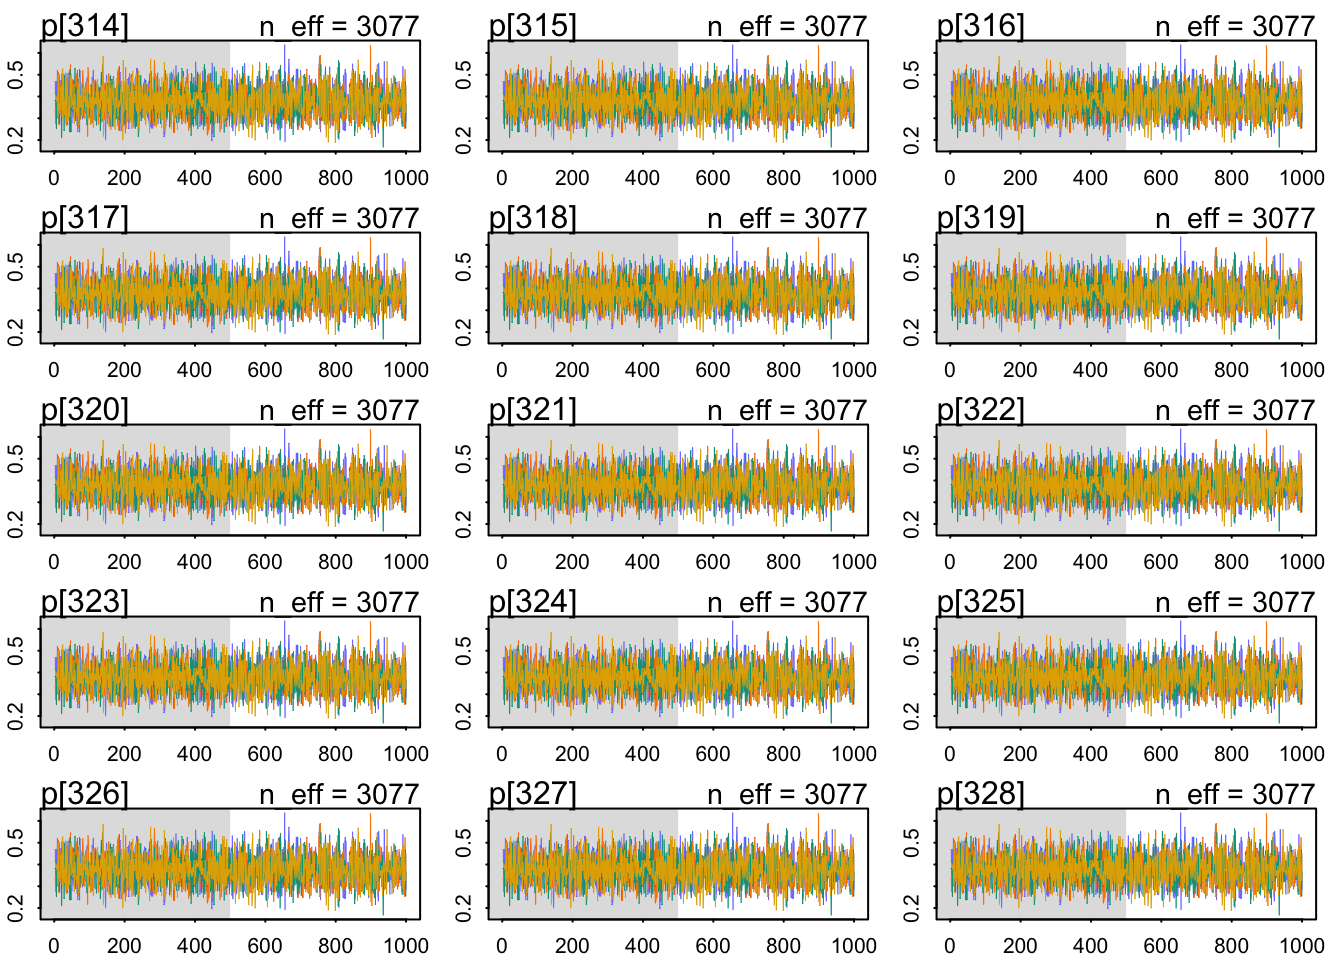 p[314] n_eff = 3077 p[315] n_eff = 3077 p[316] n_eff = 3077
0.2 0.5 0.2 0.5 0.2 0.5
0 200 400 600 800 1000 0 200 400 600 800 1000 0 200 400 600 800 1000
p[317] n_eff = 3077 p[318] n_eff = 3077 p[319] n_eff = 3077
0.2 0.5 0.2 0.5 0.2 0.5
0 200 400 600 800 1000 0 200 400 600 800 1000 0 200 400 600 800 1000
p[320] n_eff = 3077 p[321] n_eff = 3077 p[322] n_eff = 3077
0.2 0.5 0.2 0.5 0.2 0.5
0 200 400 600 800 1000 0 200 400 600 800 1000 0 200 400 600 800 1000
p[323] n_eff = 3077 p[324] n_eff = 3077 p[325] n_eff = 3077
0.2 0.5 0.2 0.5 0.2 0.5
0 200 400 600 800 1000 0 200 400 600 800 1000 0 200 400 600 800 1000
p[326] n_eff = 3077 p[327] n_eff = 3077 p[328] n_eff = 3077
0.2 0.5 0.2 0.5 0.2 0.5
0 200 400 600 800 1000 0 200 400 600 800 1000 0 200 400 600 800 1000